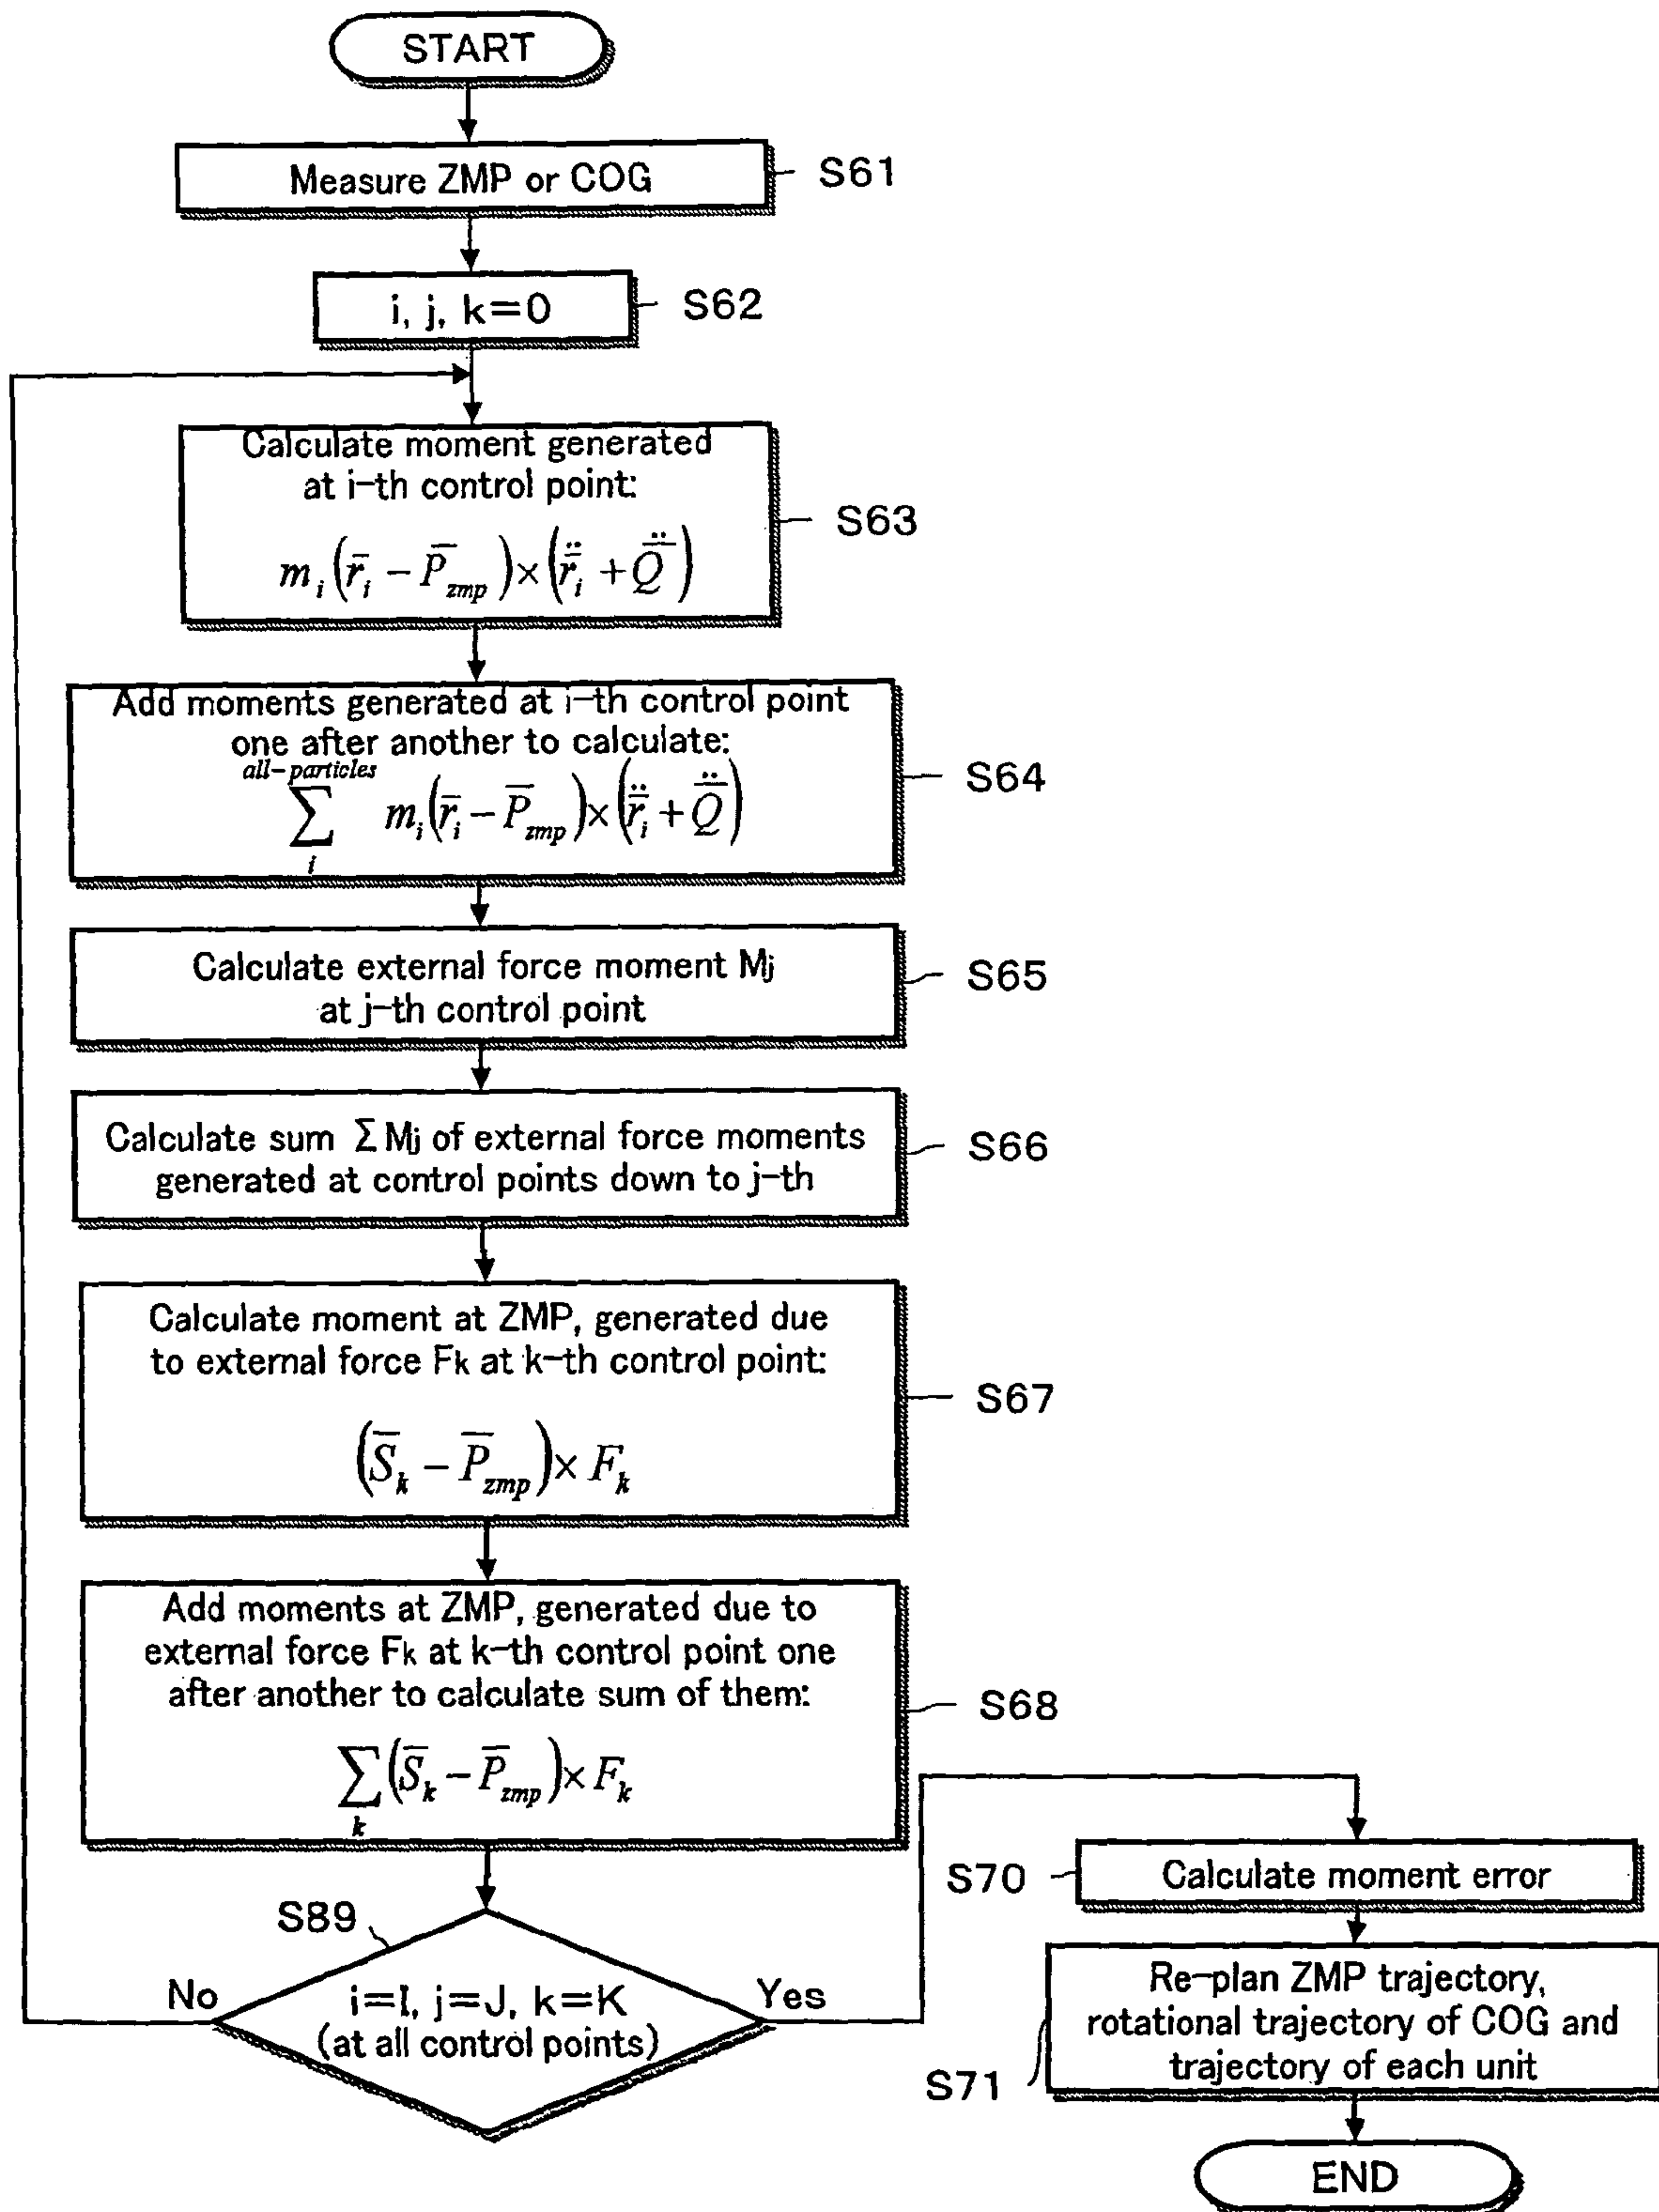 START
Measure ZMP or COG
S61
i, j, k=0
S62
Calculate moment generated
at i-th control point:
m_i(r̄_i − P̄_zmp)×(r̄̈_i + Q̄̈)
S63
Add moments generated at i-th control point
one after another to calculate:
all-particles
∑ m_i(r̄_i − P̄_zmp)×(r̄̈_i + Q̄̈)
i
S64
Calculate external force moment Mj
at j-th control point
S65
Calculate sum ΣMj of external force moments
generated at control points down to j-th
S66
Calculate moment at ZMP, generated due
to external force Fk at k-th control point:
(S̄_k − P̄_zmp)× F_k
S67
Add moments at ZMP, generated due to
external force Fk at k-th control point one
after another to calculate sum of them:
∑(S̄_k − P̄_zmp)× F_k
k
S68
S89
i=I, j=J, k=K
(at all control points)
No
Yes
S70
Calculate moment error
Re-plan ZMP trajectory,
rotational trajectory of COG and
trajectory of each unit
S71
END